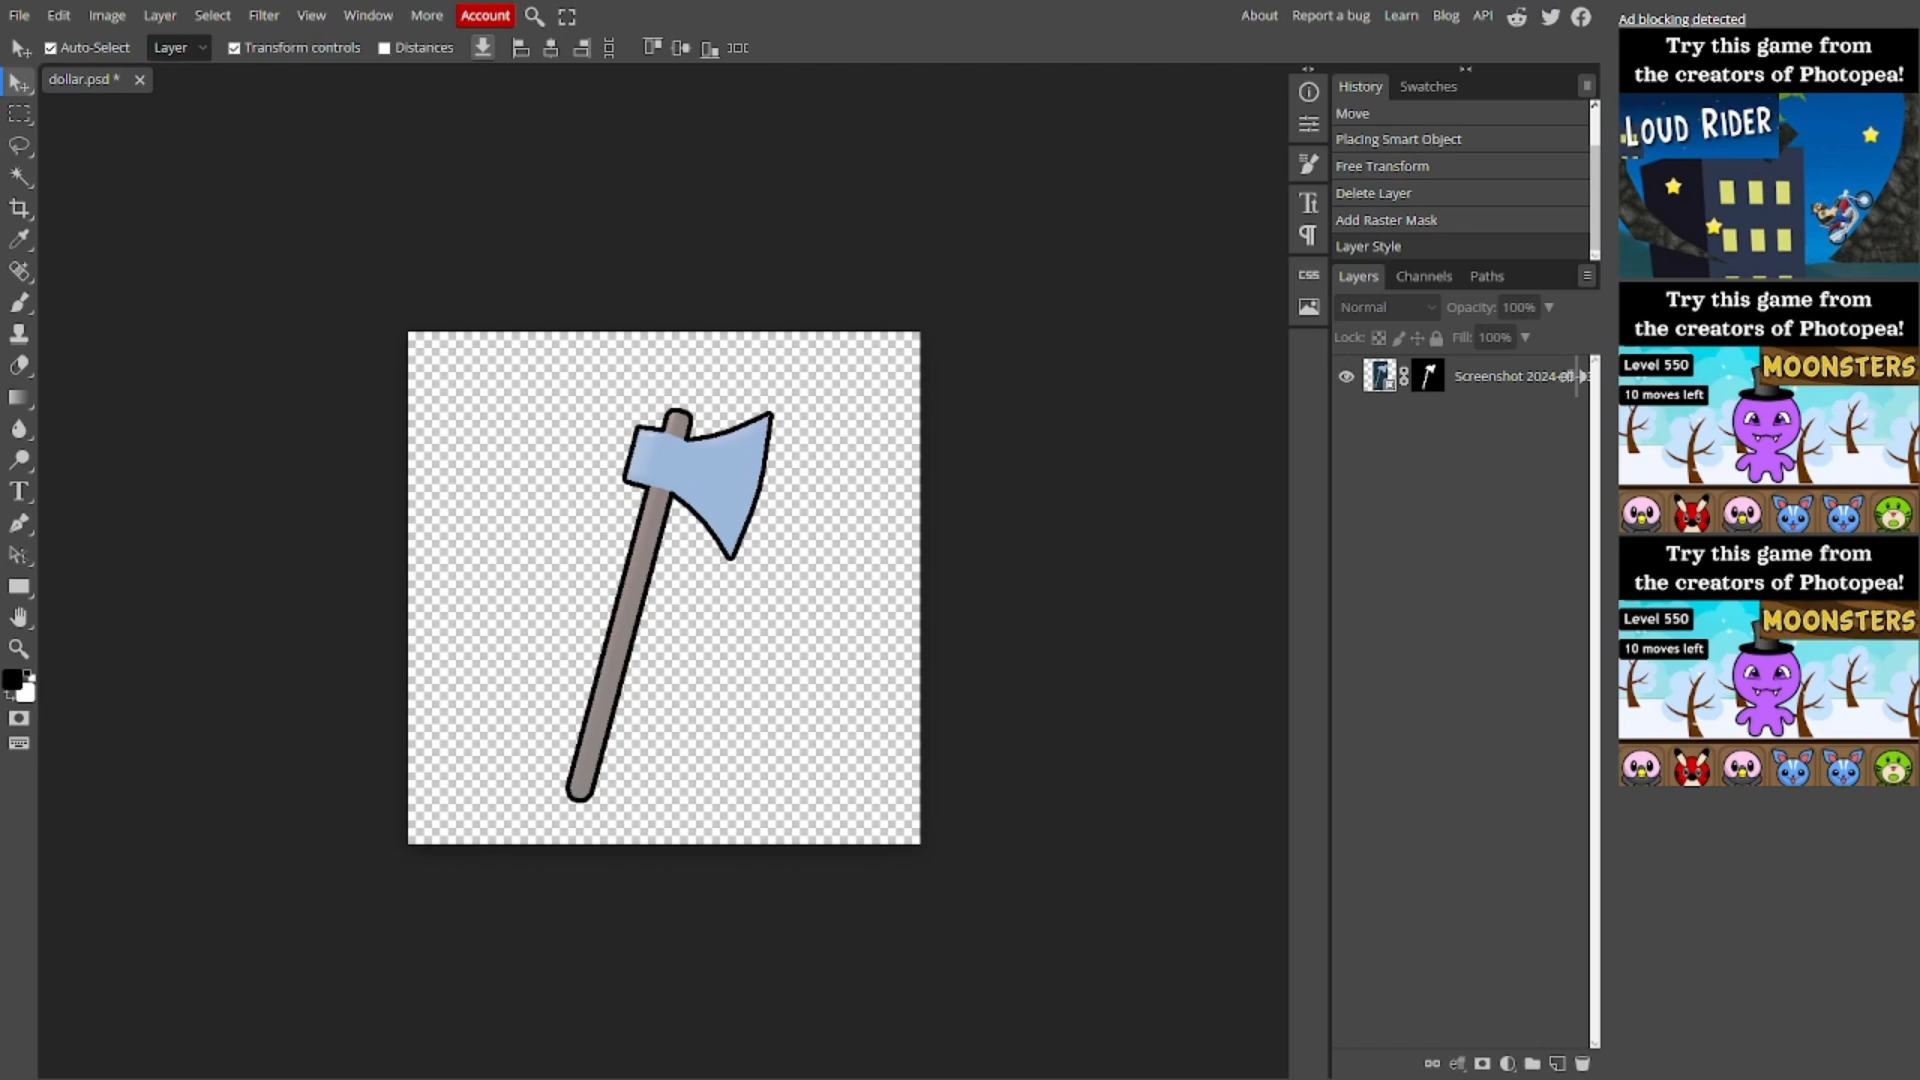 File Edit Image Layer Select Filter View Window More Account
About Report a bug Learn Blog API
Auto-Select Layer Transform controls Distances
dollar.psd *
History Swatches
Move
Placing Smart Object
Free Transform
Delete Layer
Add Raster Mask
Layer Style
CSS
Layers Channels Paths
Normal Opacity: 100%
Lock: Fill: 100%
Screenshot 2024
Ad blocking detected
Try this game from
the creators of Photopea!
LOUD RIDER
Try this game from
the creators of Photopea!
Level 550 MOONSTERS
10 moves left
Try this game from
the creators of Photopea!
Level 550 MOONSTERS
10 moves left